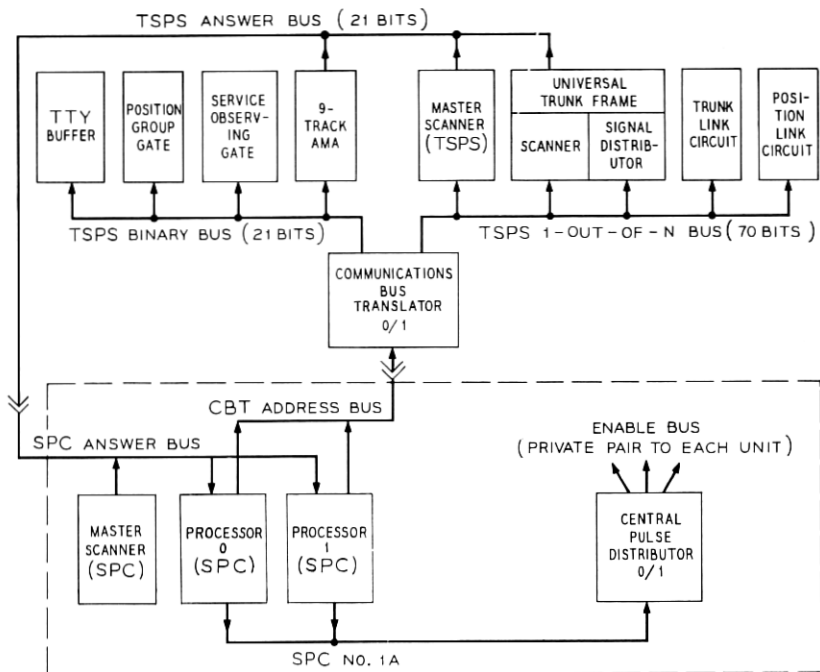 TSPS ANSWER BUS (21 BITS)
TTY
BUFFER
POSITION
GROUP
GATE
SERVICE
OBSERV-
ING
GATE
9-
TRACK
AMA
MASTER
SCANNER
(TSPS)
UNIVERSAL
TRUNK FRAME
SCANNER
SIGNAL
DISTRIB-
UTOR
TRUNK
LINK
CIRCUIT
POSI-
TION
LINK
CIRCUIT
TSPS BINARY BUS (21 BITS)
TSPS 1-OUT-OF-N BUS (70 BITS)
COMMUNICATIONS
BUS
TRANSLATOR
0/1
CBT ADDRESS BUS
SPC ANSWER BUS
ENABLE BUS
(PRIVATE PAIR TO EACH UNIT)
MASTER
SCANNER
(SPC)
PROCESSOR
0
(SPC)
PROCESSOR
1
(SPC)
CENTRAL
PULSE
DISTRIBUTOR
0/1
SPC NO. 1A